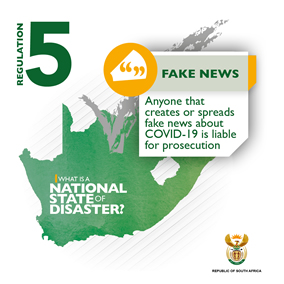 REGULATION
5
FAKE NEWS
Anyone that
creates or spreads
fake news about
COVID-19 is liable
for prosecution
WHAT IS A
NATIONAL
STATE OF
DISASTER?
REPUBLIC OF SOUTH AFRICA